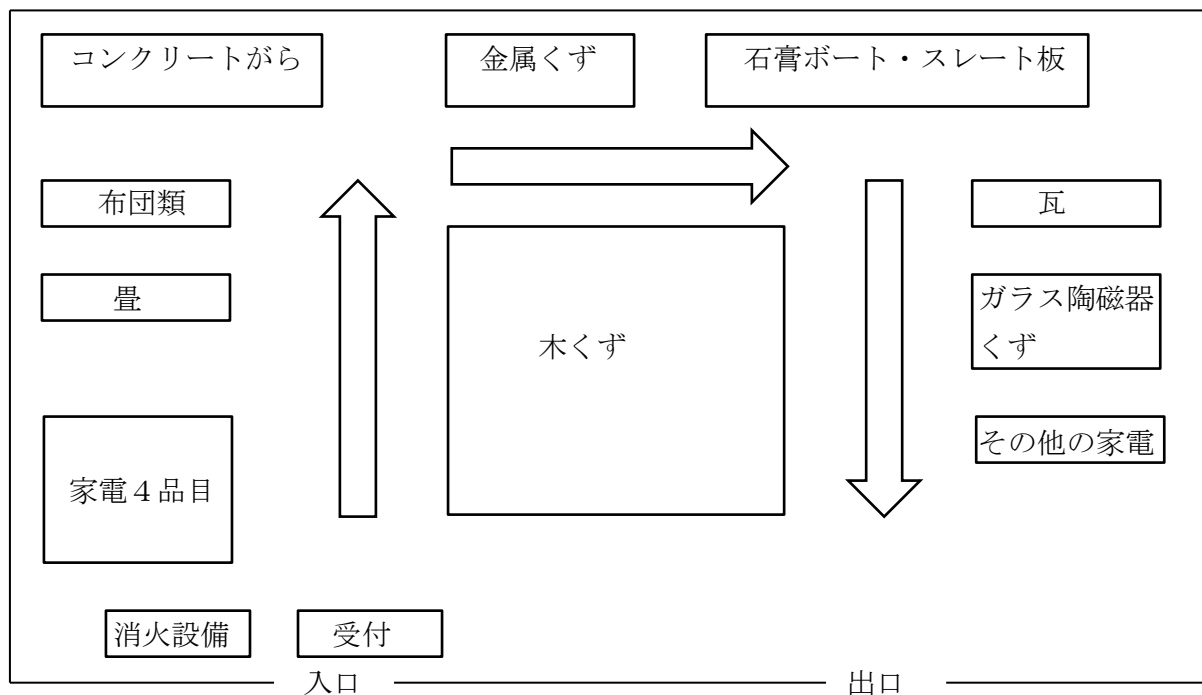 コンクリートがら
金属くず
石膏ボート・スレート板
布団類
瓦
畳
ガラス陶磁器
くず
木くず
その他の家電
家電４品目
消火設備
受付
入口
出口